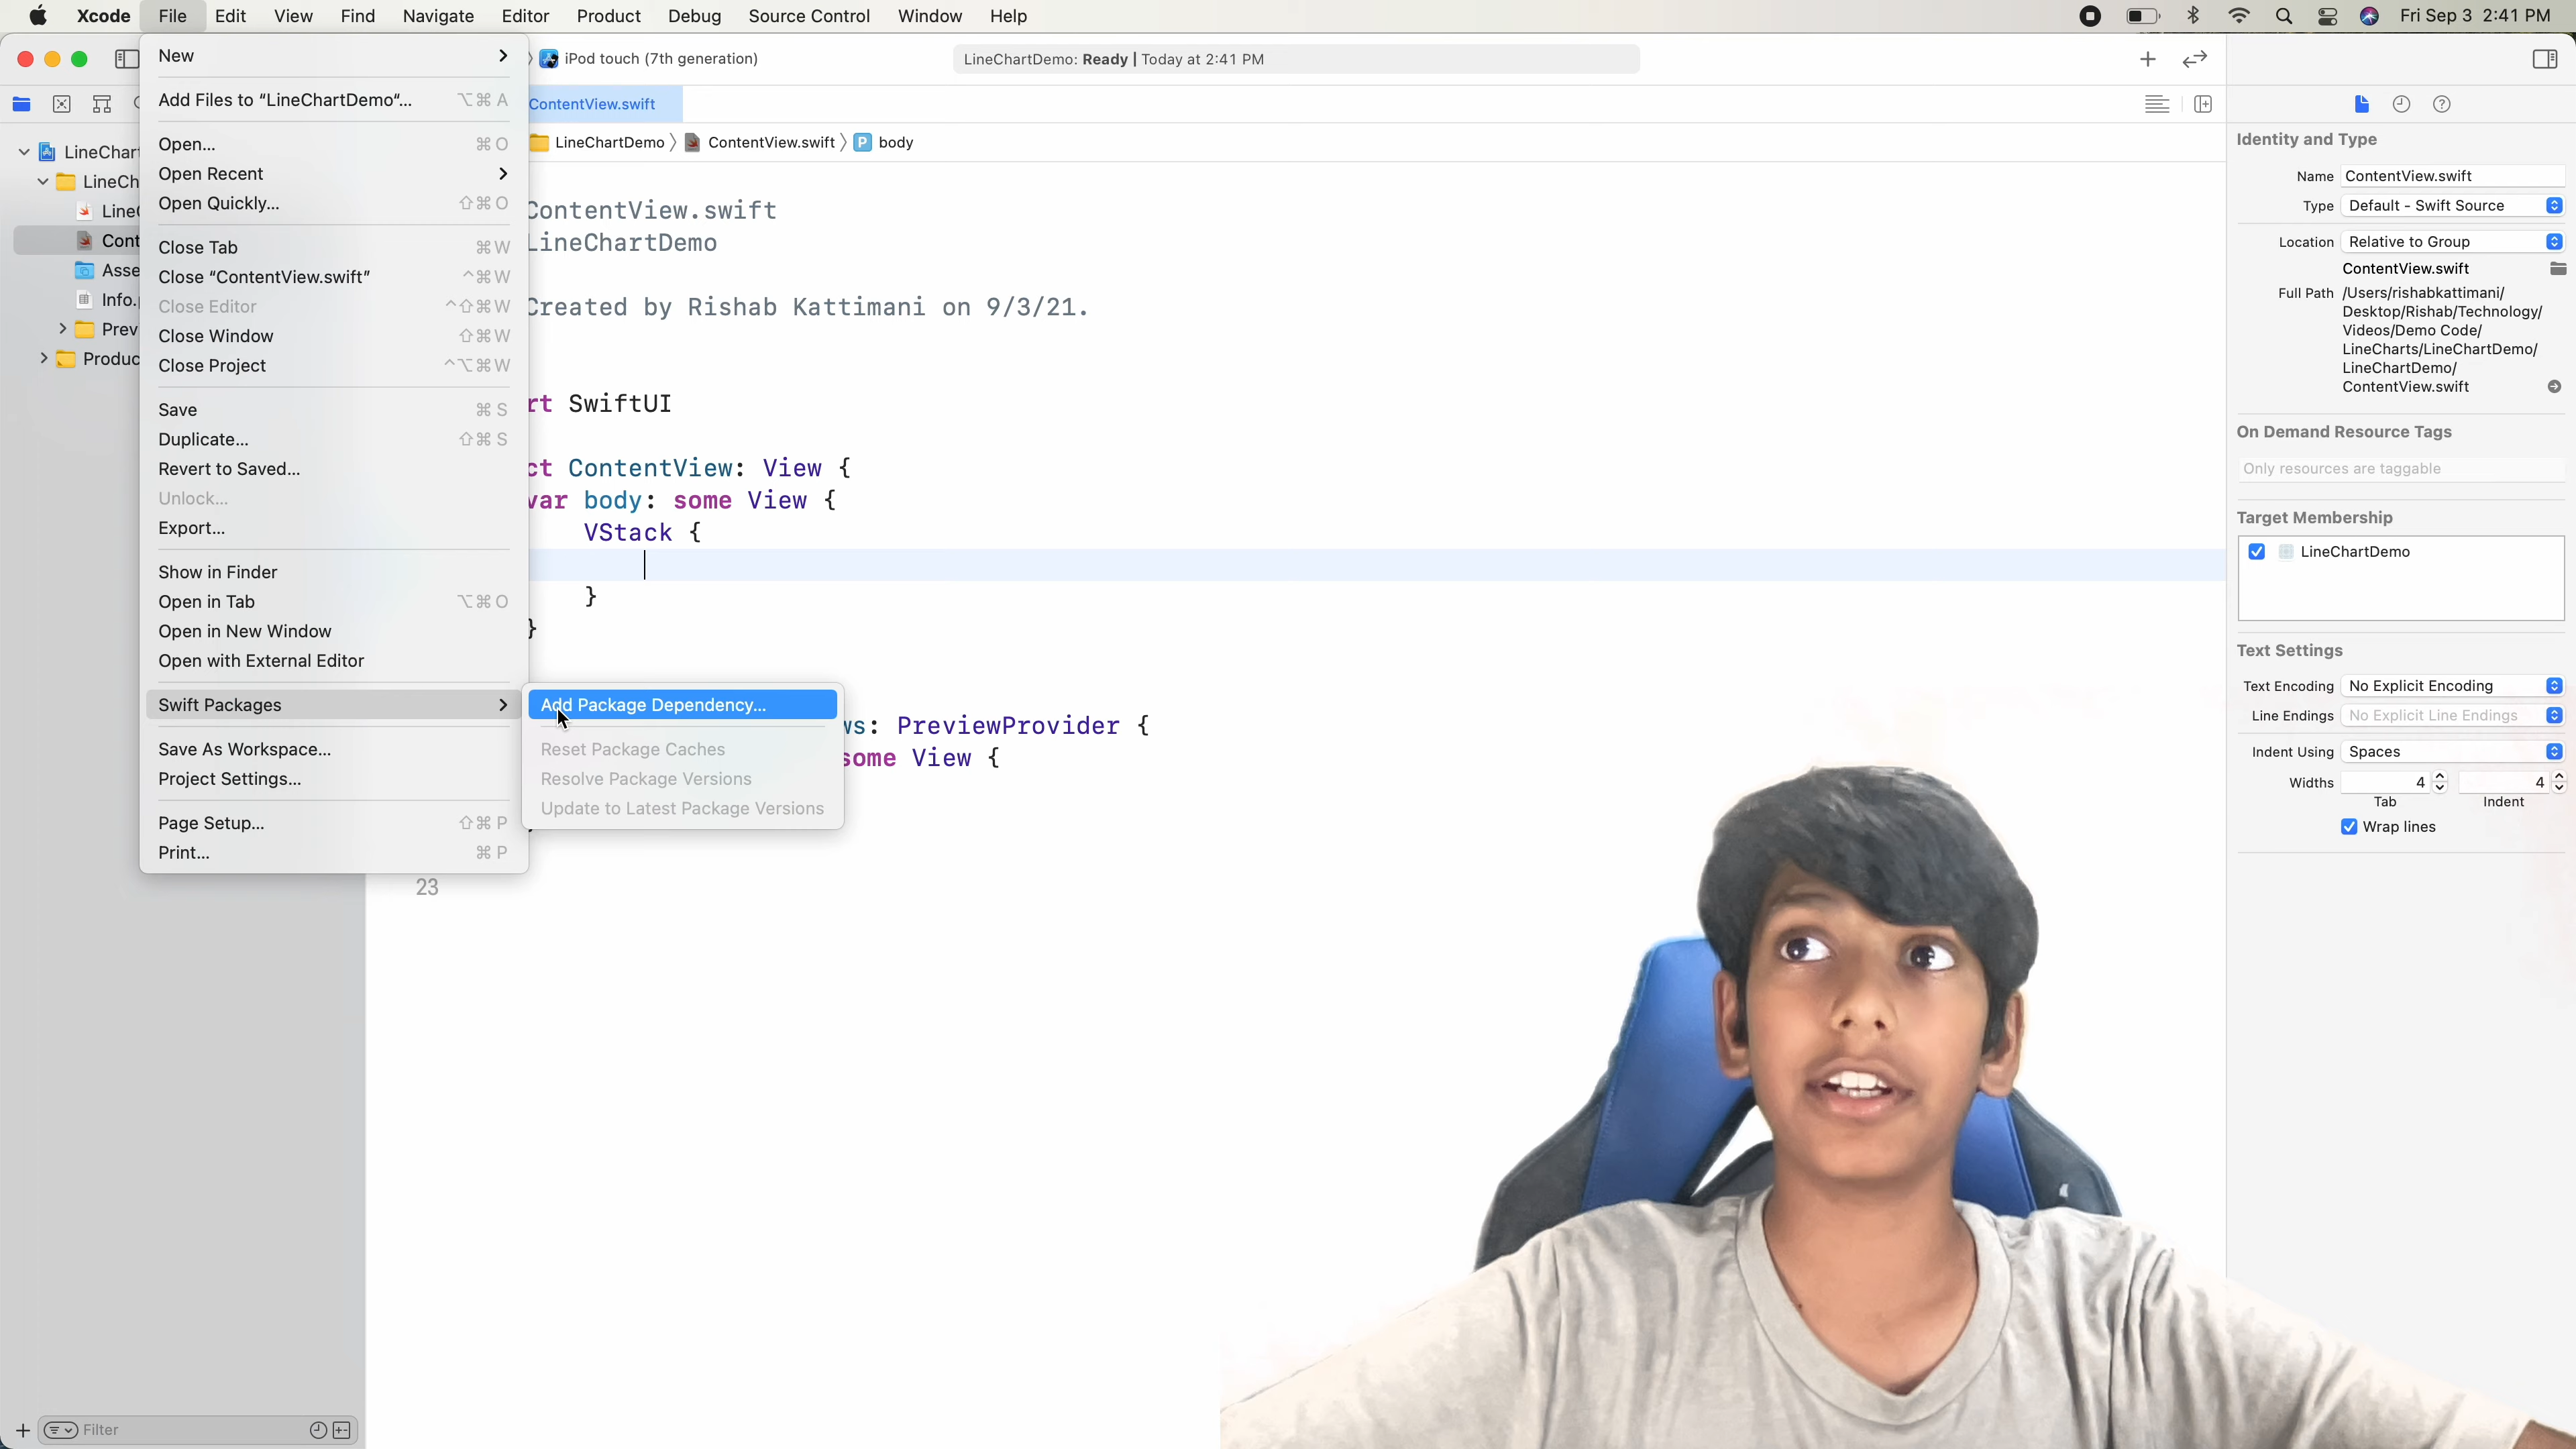 Xcode File Edit View Find Navigate Editor Product Debug Source Control Window Help Fri Sep 3 2:41 PM
iPod touch (7th generation) LineChartDemo: Ready | Today at 2:41 PM
ContentView.swift
LineChartDemo 〉 ContentView.swift 〉 P body
LineChart
LineCh
LineC
Cont
Asse
Info.
Prev
Produc
New
Add Files to “LineChartDemo“... ⌥⌘A
Open... ⌘O
Open Recent
Open Quickly... ⇧⌘O
Close Tab ⌘W
Close “ContentView.swift” ^⌘W
Close Editor ^⇧⌘W
Close Window ⇧⌘W
Close Project ^⌥⌘W
Save ⌘S
Duplicate... ⇧⌘S
Revert to Saved...
Unlock...
Export...
Show in Finder
Open in Tab ⌥⌘O
Open in New Window
Open with External Editor
Swift Packages
Save As Workspace...
Project Settings...
Page Setup... ⇧⌘P
Print... ⌘P
Add Package Dependency...
Reset Package Caches
Resolve Package Versions
Update to Latest Package Versions
ContentView.swift
LineChartDemo
Created by Rishab Kattimani on 9/3/21.
rt SwiftUI
ct ContentView: View {
var body: some View {
VStack {
}
}
ws: PreviewProvider {
some View {
23
Filter
Identity and Type
Name ContentView.swift
Type Default - Swift Source
Location Relative to Group
ContentView.swift
Full Path /Users/rishabkattimani/
Desktop/Rishab/Technology/
Videos/Demo Code/
LineCharts/LineChartDemo/
LineChartDemo/
ContentView.swift
On Demand Resource Tags
Only resources are taggable
Target Membership
LineChartDemo
Text Settings
Text Encoding No Explicit Encoding
Line Endings No Explicit Line Endings
Indent Using Spaces
Widths 4 4
Tab Indent
Wrap lines